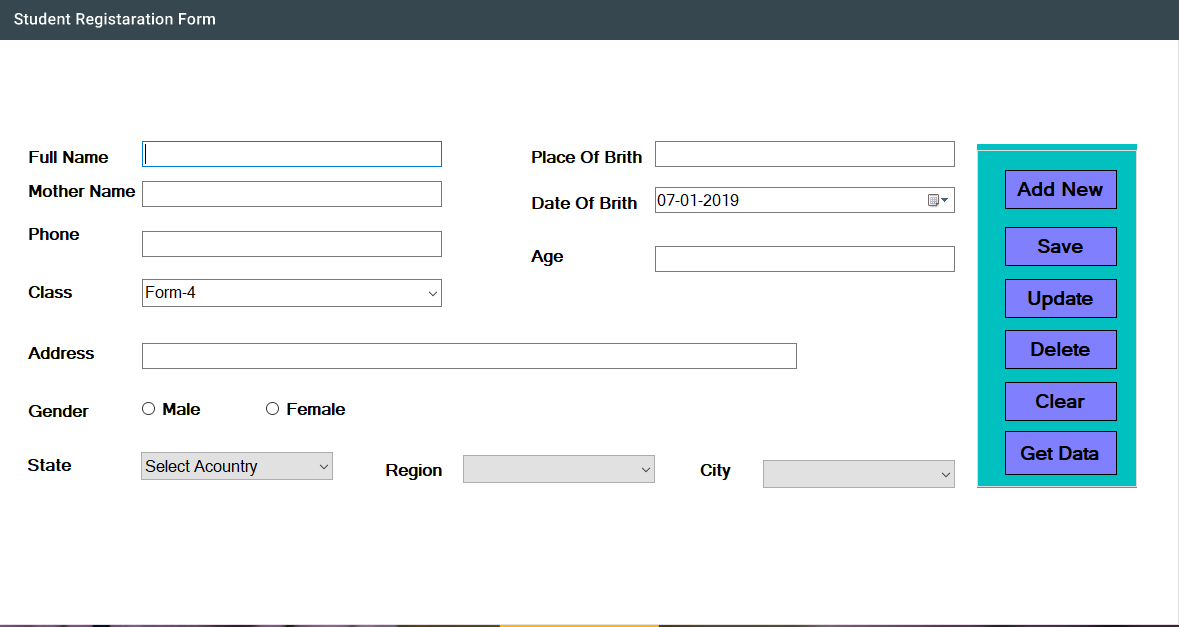 Student Registaration Form
Full Name
Place Of Brith
Mother Name
Date Of Brith 07-01-2019
Phone
Age
Class Form-4
Address
Gender Male Female
State Select Acountry Region City
Add New
Save
Update
Delete
Clear
Get Data